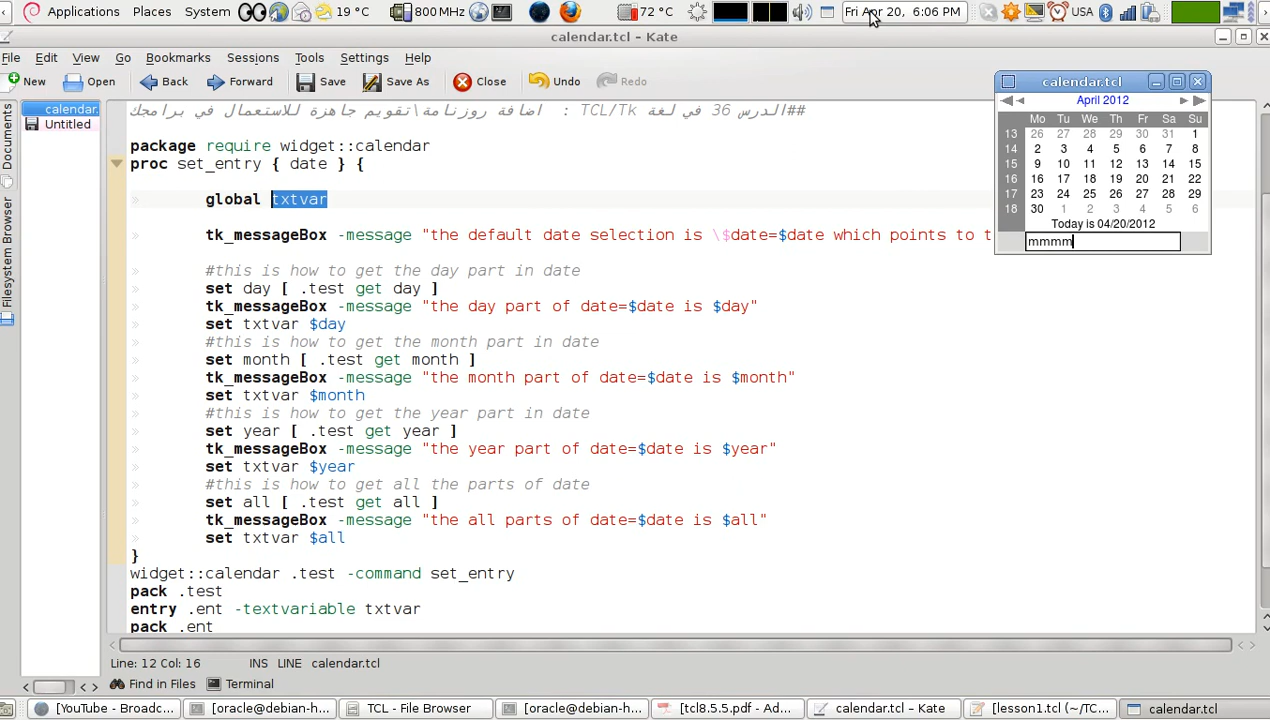 Applications Places System 19 °C 800 MHz 72 °C Fri Apr 20, 6:06 PM USA
calendar.tcl – Kate
File Edit View Go Bookmarks Sessions Tools Settings Help
New Open Back Forward Save Save As Close Undo Redo
Documents
Filesystem Browser
calendar.
Untitled
##الدرس 36 في لغة TCL/Tk : اضافة روزنامة\تقويم جاهزة للاستعمال في برامجك
package require widget::calendar
proc set_entry { date } {
global txtvar
tk_messageBox -message "the default date selection is \$date=$date which points to t
#this is how to get the day part in date
set day [ .test get day ]
tk_messageBox -message "the day part of date=$date is $day"
set txtvar $day
#this is how to get the month part in date
set month [ .test get month ]
tk_messageBox -message "the month part of date=$date is $month"
set txtvar $month
#this is how to get the year part in date
set year [ .test get year ]
tk_messageBox -message "the year part of date=$date is $year"
set txtvar $year
#this is how to get all the parts of date
set all [ .test get all ]
tk_messageBox -message "the all parts of date=$date is $all"
set txtvar $all
}
widget::calendar .test -command set_entry
pack .test
entry .ent -textvariable txtvar
pack .ent
calendar.tcl
April 2012
Mo Tu We Th Fr Sa Su
13 26 27 28 29 30 31 1
14 2 3 4 5 6 7 8
15 9 10 11 12 13 14 15
16 16 17 18 19 20 21 22
17 23 24 25 26 27 28 29
18 30 1 2 3 4 5 6
Today is 04/20/2012
mmmm
Line: 12 Col: 16 INS LINE calendar.tcl
Find in Files Terminal
[YouTube - Broadc... [oracle@debian-h... TCL - File Browser [oracle@debian-h... [tcl8.5.5.pdf - Ad... calendar.tcl – Kate [lesson1.tcl (~/TC... calendar.tcl